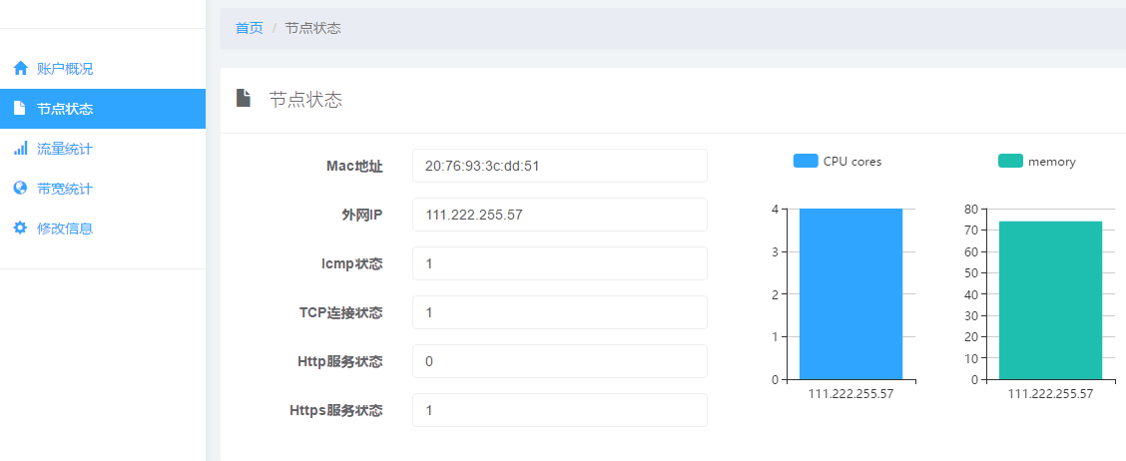 首页 / 节点状态
账户概况
节点状态
流量统计
带宽统计
修改信息
节点状态
Mac地址 20:76:93:3c:dd:51
外网IP 111.222.255.57
Icmp状态 1
TCP连接状态 1
Http服务状态 0
Https服务状态 1
CPU cores
4
3
2
1
0
111.222.255.57
memory
80
70
60
50
40
30
20
10
0
111.222.255.57